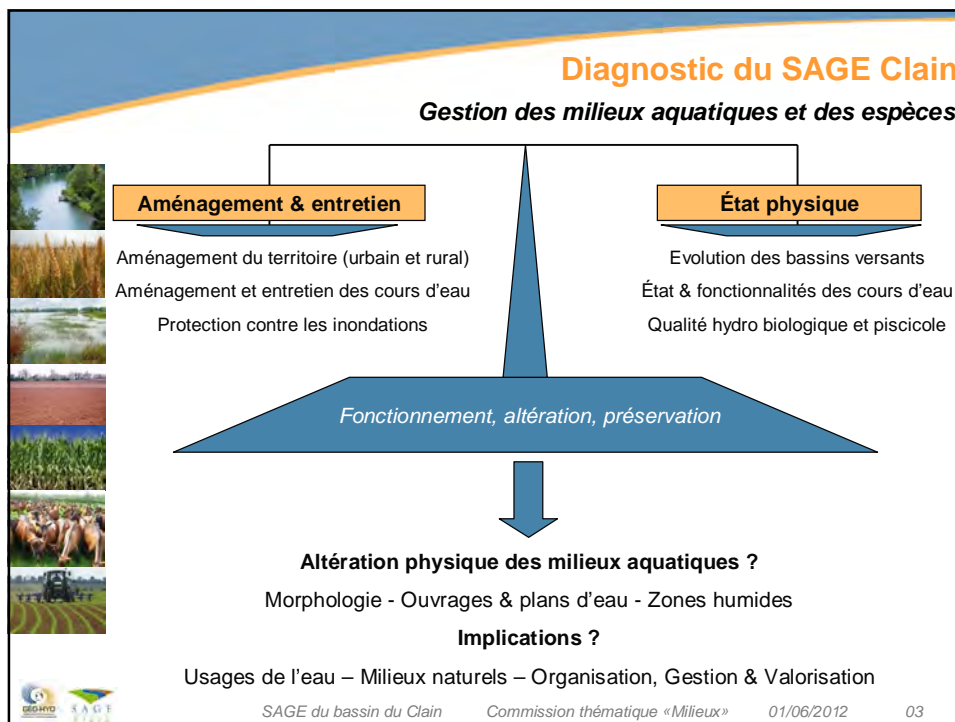 Diagnostic du SAGE Clain
Gestion des milieux aquatiques et des espèces
Aménagement & entretien
Aménagement du territoire (urbain et rural)
Aménagement et entretien des cours d'eau
Protection contre les inondations
État physique
Evolution des bassins versants
État & fonctionnalités des cours d'eau
Qualité hydro biologique et piscicole
Fonctionnement, altération, préservation
Altération physique des milieux aquatiques ?
Morphologie - Ouvrages & plans d'eau - Zones humides
Implications ?
Usages de l'eau – Milieux naturels – Organisation, Gestion & Valorisation
GÉO-HYD
SAGE
SAGE du bassin du Clain Commission thématique «Milieux» 01/06/2012 03